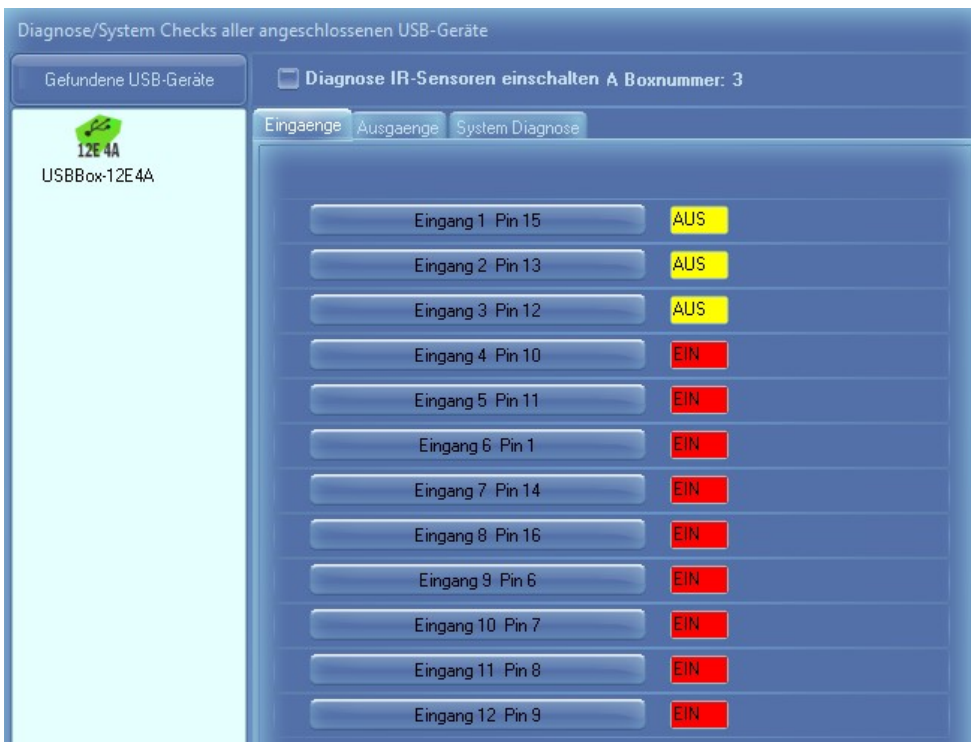 Diagnose/System Checks aller angeschlossenen USB-Geräte
Gefundene USB-Geräte
Diagnose IR-Sensoren einschalten A Boxnummer: 3
12E 4A
USBBox-12E4A
Eingaenge Ausgaenge System Diagnose
Eingang 1 Pin 15 AUS
Eingang 2 Pin 13 AUS
Eingang 3 Pin 12 AUS
Eingang 4 Pin 10 EIN
Eingang 5 Pin 11 EIN
Eingang 6 Pin 1 EIN
Eingang 7 Pin 14 EIN
Eingang 8 Pin 16 EIN
Eingang 9 Pin 6 EIN
Eingang 10 Pin 7 EIN
Eingang 11 Pin 8 EIN
Eingang 12 Pin 9 EIN